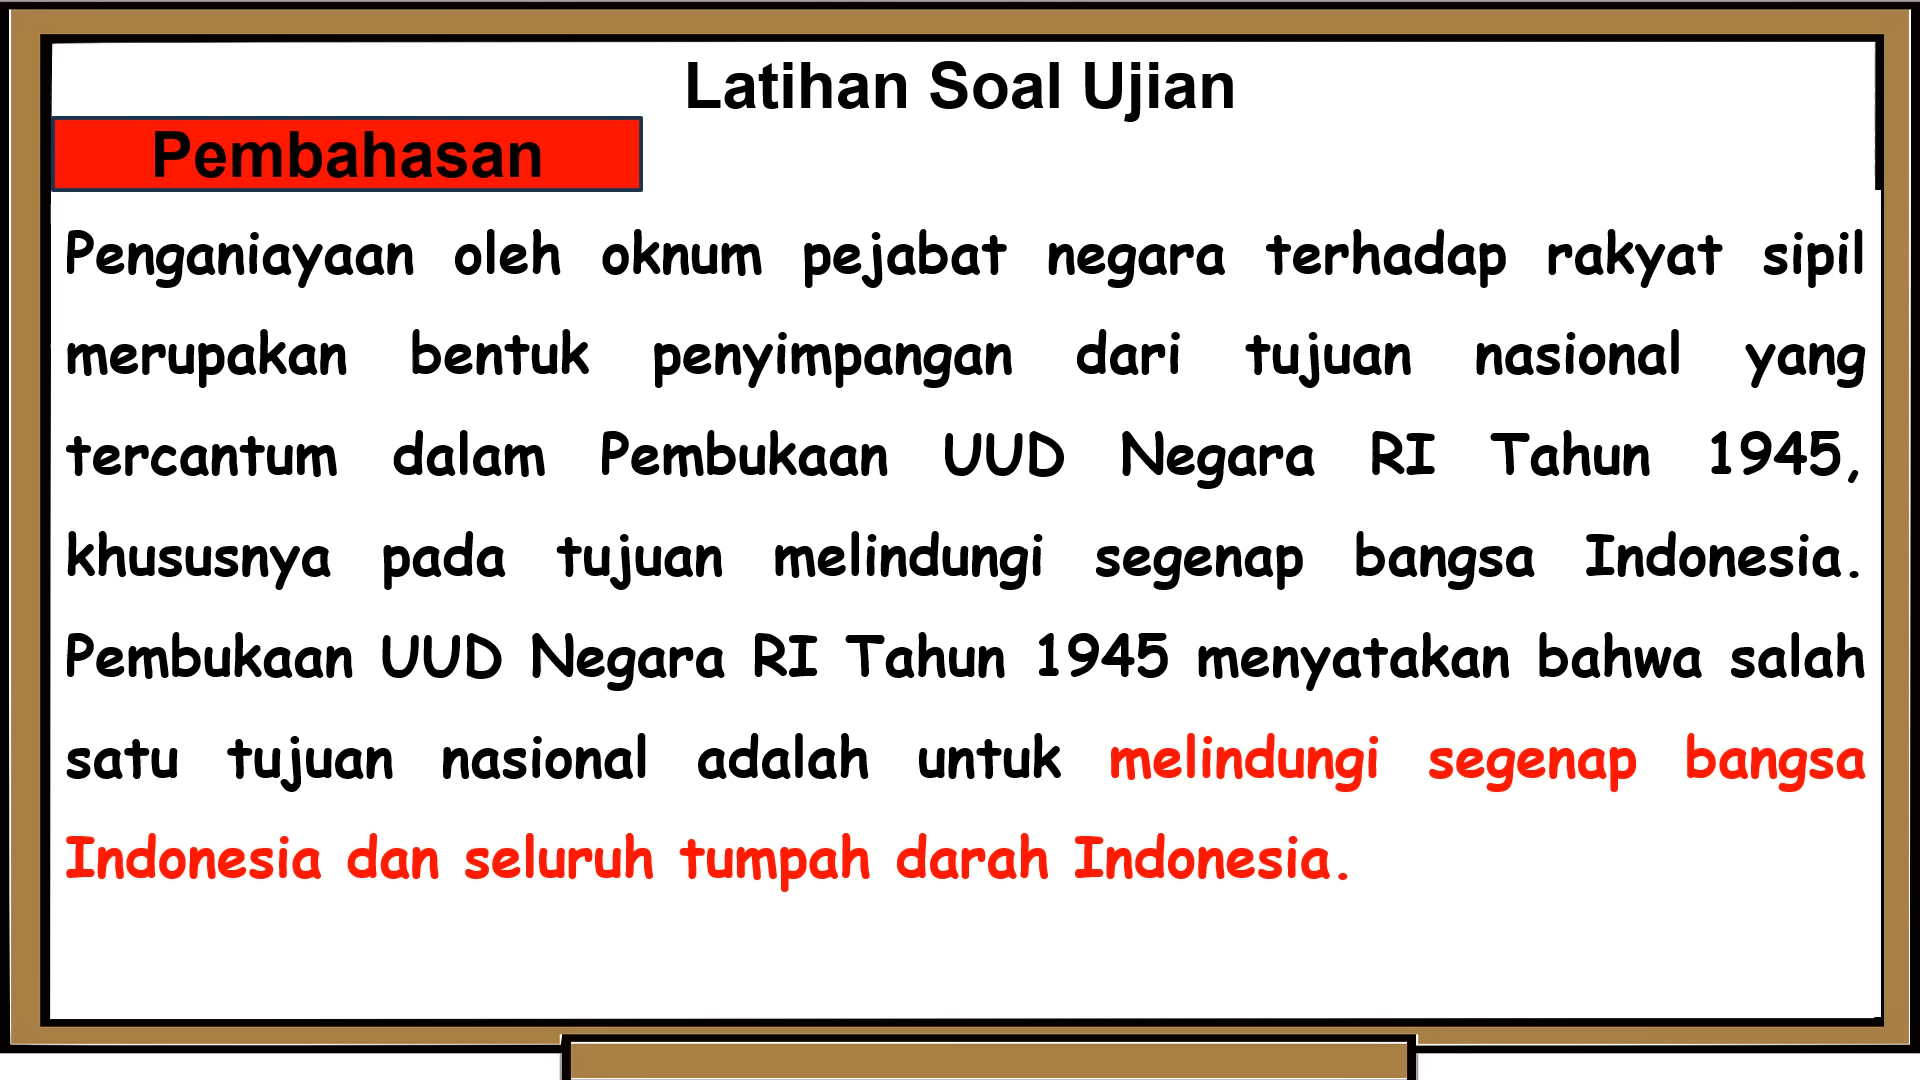 Latihan Soal Ujian
Pembahasan
Penganiayaan oleh oknum pejabat negara terhadap rakyat sipil
merupakan bentuk penyimpangan dari tujuan nasional yang
tercantum dalam Pembukaan UUD Negara RI Tahun 1945,
khususnya pada tujuan melindungi segenap bangsa Indonesia.
Pembukaan UUD Negara RI Tahun 1945 menyatakan bahwa salah
satu tujuan nasional adalah untuk melindungi segenap bangsa
Indonesia dan seluruh tumpah darah Indonesia.